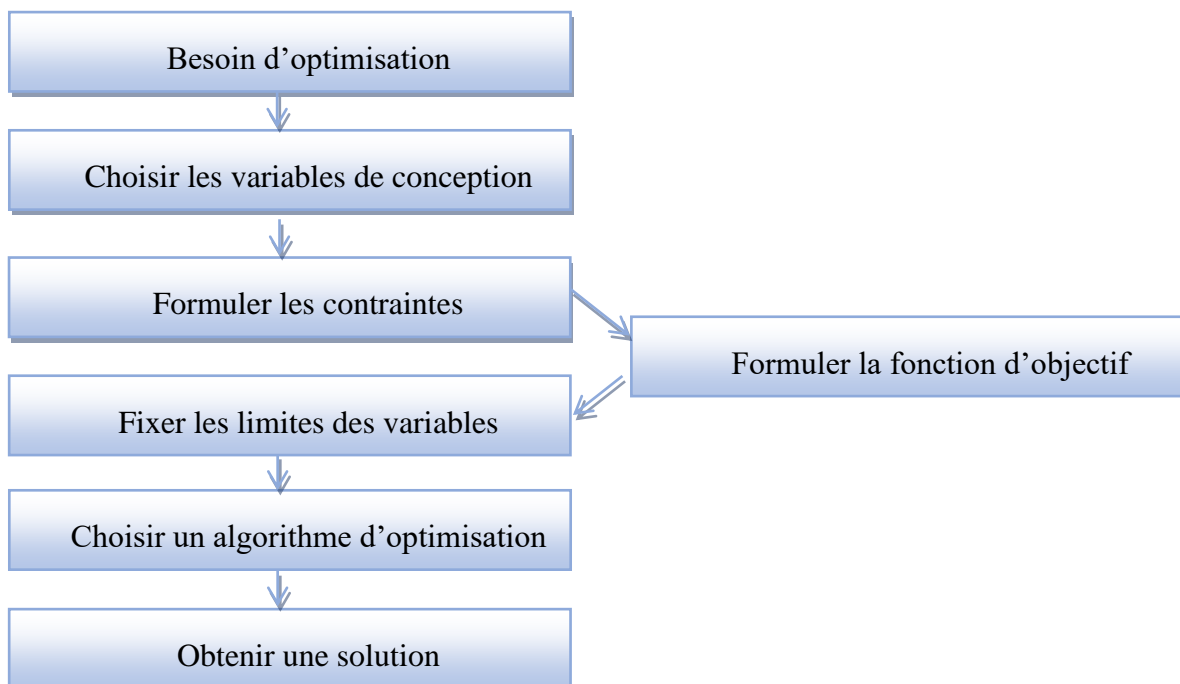 Besoin d’optimisation
Choisir les variables de conception
Formuler les contraintes
Formuler la fonction d’objectif
Fixer les limites des variables
Choisir un algorithme d’optimisation
Obtenir une solution